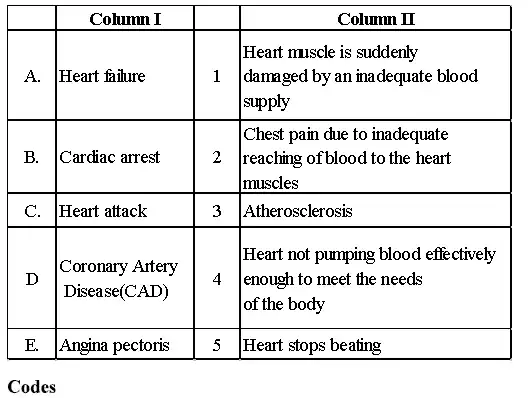 Column I Column II
A. Heart failure 1 Heart muscle is suddenly
damaged by an inadequate blood
supply
B. Cardiac arrest 2 Chest pain due to inadequate
reaching of blood to the heart
muscles
C. Heart attack 3 Atherosclerosis
D Coronary Artery
Disease(CAD) 4 Heart not pumping blood effectively
enough to meet the needs
of the body
E. Angina pectoris 5 Heart stops beating
Codes